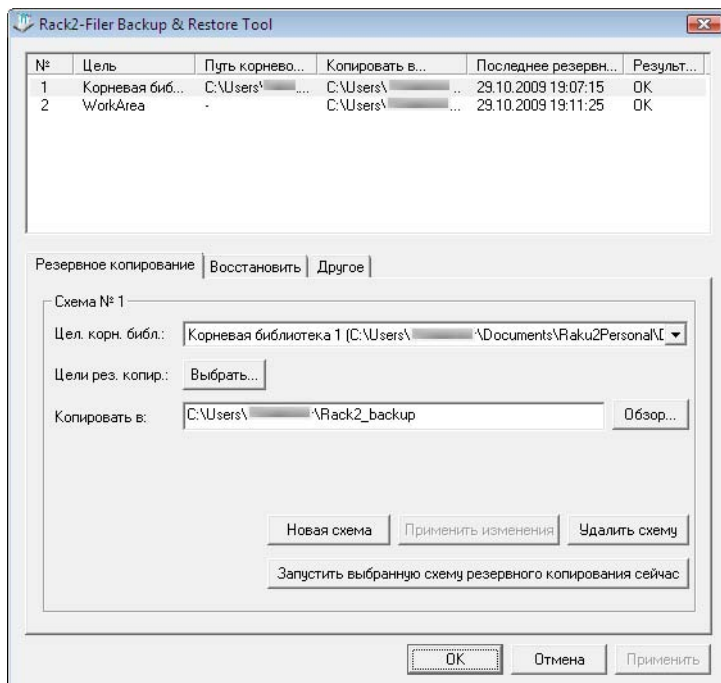 Rack2-Filer Backup & Restore Tool
№ Цель Путь корнево... Копировать в... Последнее резервн... Результ...
1 Корневая биб... C:\Users\ .... C:\Users\ ... 29.10.2009 19:07:15 OK
2 WorkArea - C:\Users\ ... 29.10.2009 19:11:25 OK
Резервное копирование Восстановить Другое
Схема № 1
Цел. корн. библ.: Корневая библиотека 1 (C:\Users\ \Documents\Raku2Personal\D
Цели рез. копир.: Выбрать...
Копировать в: C:\Users\ \Rack2_backup Обзор...
Новая схема Применить изменения Удалить схему
Запустить выбранную схему резервного копирования сейчас
OK Отмена Применить